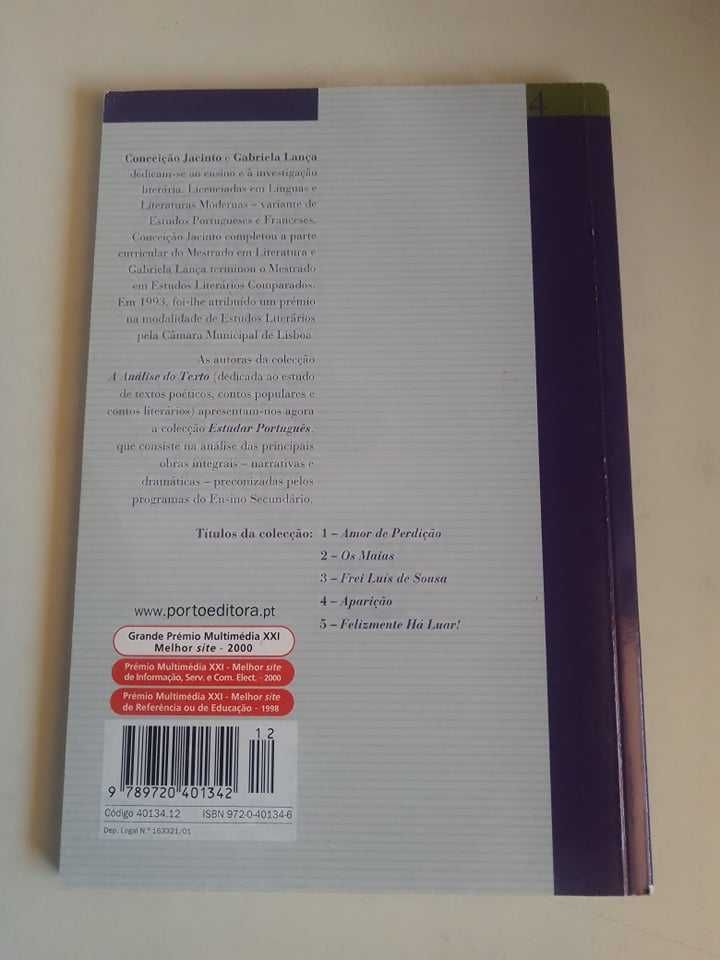 4
Conceição Jacinto e Gabriela Lança
dedicam-se ao ensino e à investigação
literária. Licenciadas em Línguas e
Literaturas Modernas – variante de
Estudos Portugueses e Franceses,
Conceição Jacinto completou a parte
curricular do Mestrado em Literatura e
Gabriela Lança terminou o Mestrado
em Estudos Literários Comparados.
Em 1993, foi-lhe atribuído um prémio
na modalidade de Estudos Literários
pela Câmara Municipal de Lisboa.
As autoras da colecção
A Análise do Texto (dedicada ao estudo
de textos poéticos, contos populares e
contos literários) apresentam-nos agora
a colecção Estudar Português,
que consiste na análise das principais
obras integrais – narrativas e
dramáticas – preconizadas pelos
programas do Ensino Secundário.
Títulos da colecção: 1 – Amor de Perdição
2 – Os Maias
3 – Frei Luís de Sousa
4 – Aparição
5 – Felizmente Há Luar!
www.portoeditora.pt
Grande Prémio Multimédia XXI
Melhor site - 2000
Prémio Multimédia XXI - Melhor site
de Informação, Serv. e Com. Elect. - 2000
Prémio Multimédia XXI - Melhor site
de Referência ou de Educação - 1998
12
9 789720 401342
Código 40134.12 ISBN 972-0-40134-6
Dep. Legal N.º 163321/01